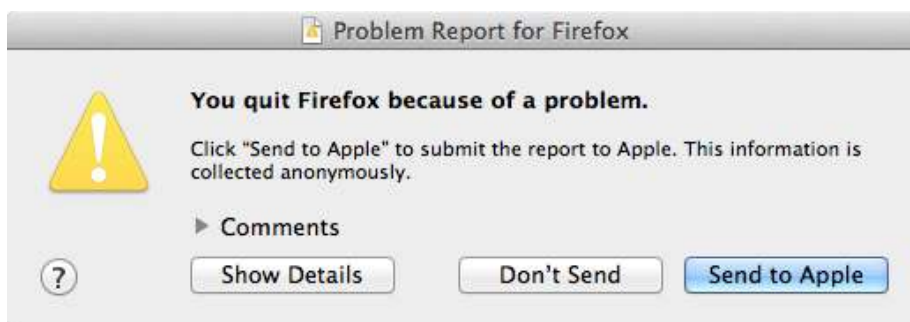 Problem Report for Firefox
You quit Firefox because of a problem.
Click “Send to Apple” to submit the report to Apple. This information is
collected anonymously.
Comments
?
Show Details
Don't Send
Send to Apple